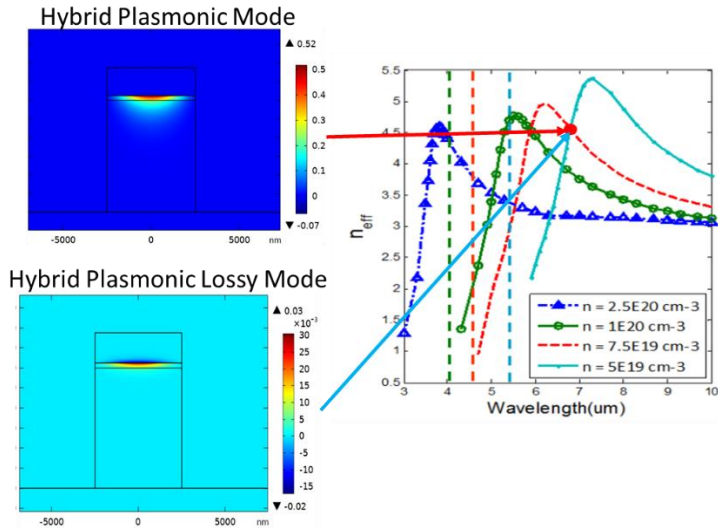 Hybrid Plasmonic Mode
▲ 0.52
0.5
0.4
0.3
0.2
0.1
0
▼ -0.07
-5000 0 5000 nm
Hybrid Plasmonic Lossy Mode
▲ 0.03
×10⁻³
30
25
20
15
10
5
0
-5
-10
-15
▼ -0.02
-5000 0 5000 nm
5.5
5
4.5
4
3.5
3
2.5
2
1.5
1
0.5
neff
n = 2.5E20 cm-3
n = 1E20 cm-3
n = 7.5E19 cm-3
n = 5E19 cm-3
3 4 5 6 7 8 9 10
Wavelength(um)